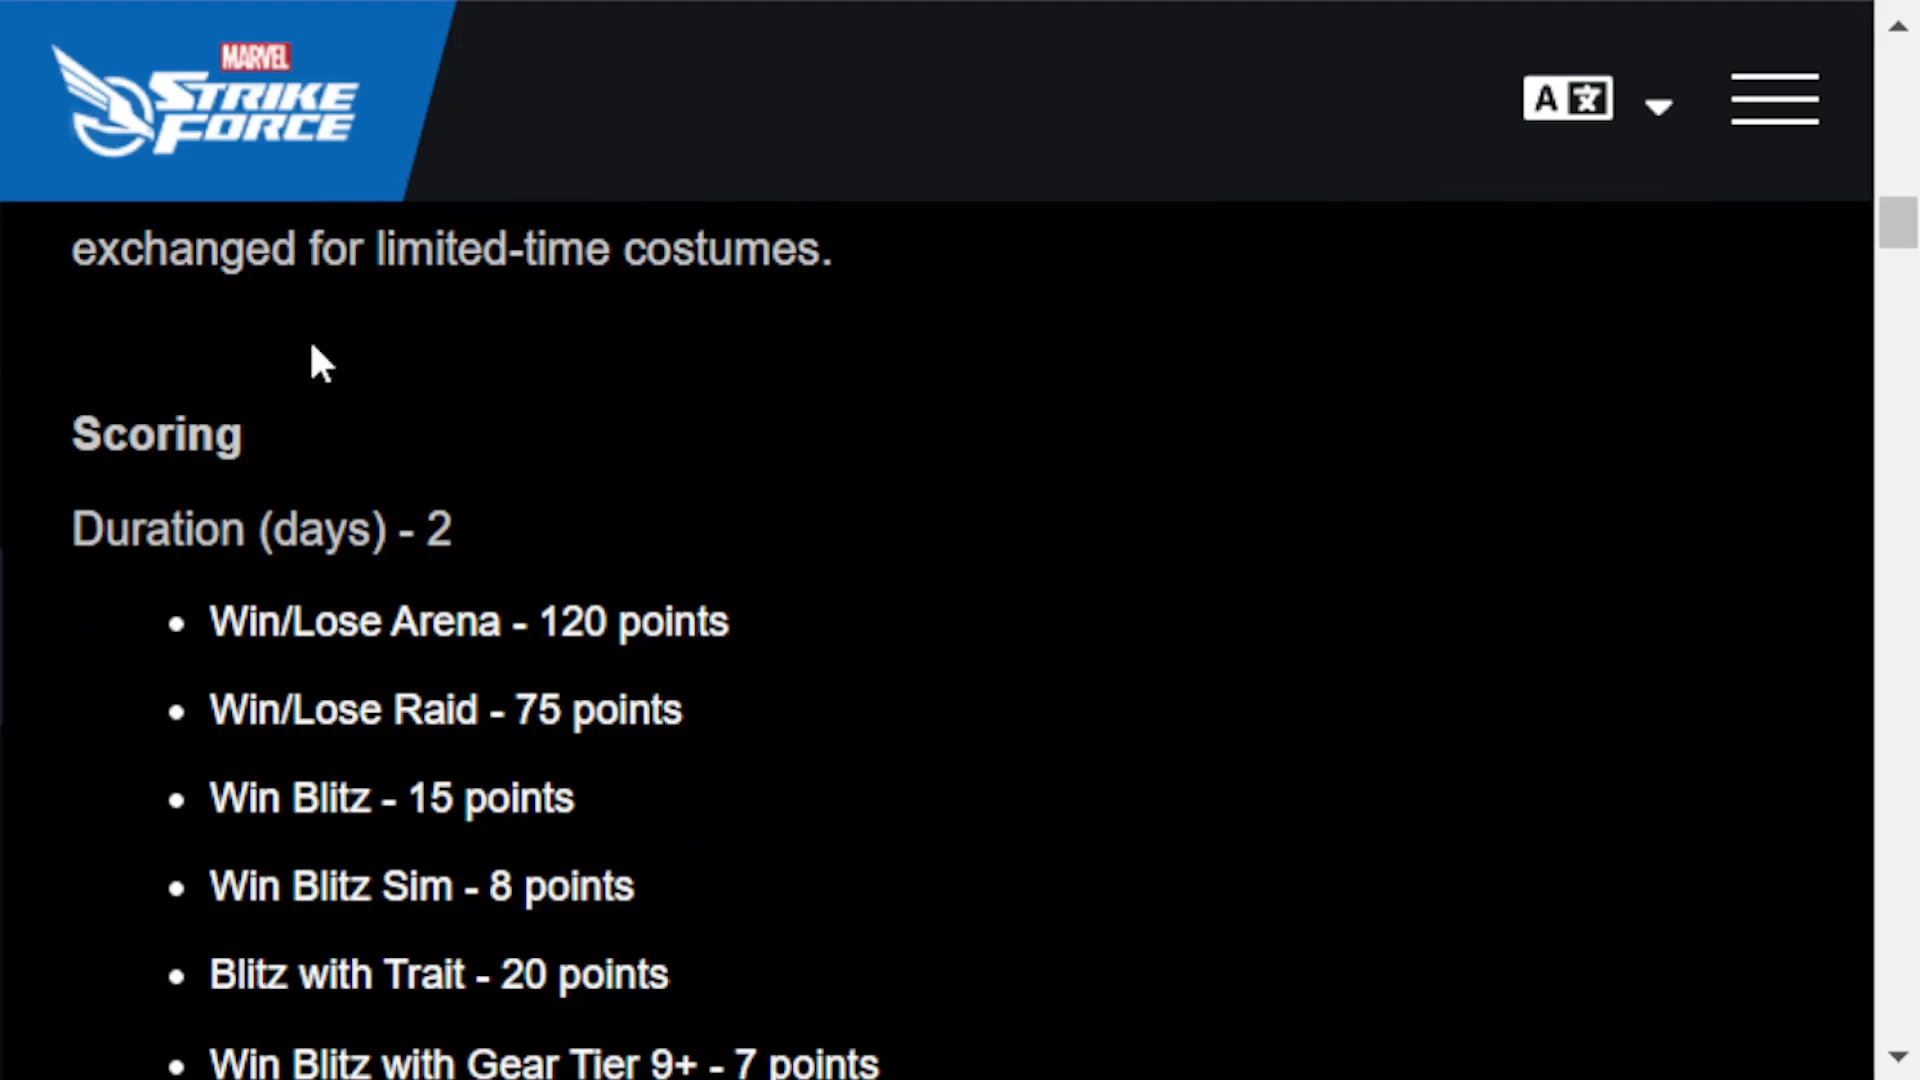 MARVEL
STRIKE
FORCE
A 文
exchanged for limited-time costumes.
Scoring
Duration (days) - 2
• Win/Lose Arena - 120 points
• Win/Lose Raid - 75 points
• Win Blitz - 15 points
• Win Blitz Sim - 8 points
• Blitz with Trait - 20 points
• Win Blitz with Gear Tier 9+ - 7 points